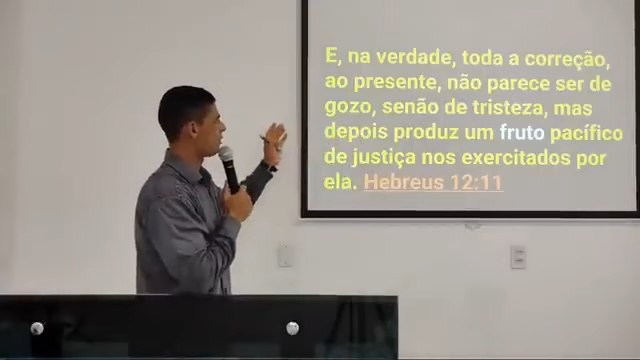 E, na verdade, toda a correção,
ao presente, não parece ser de
gozo, senão de tristeza, mas
depois produz um fruto pacífico
de justiça nos exercitados por
ela. Hebreus 12:11